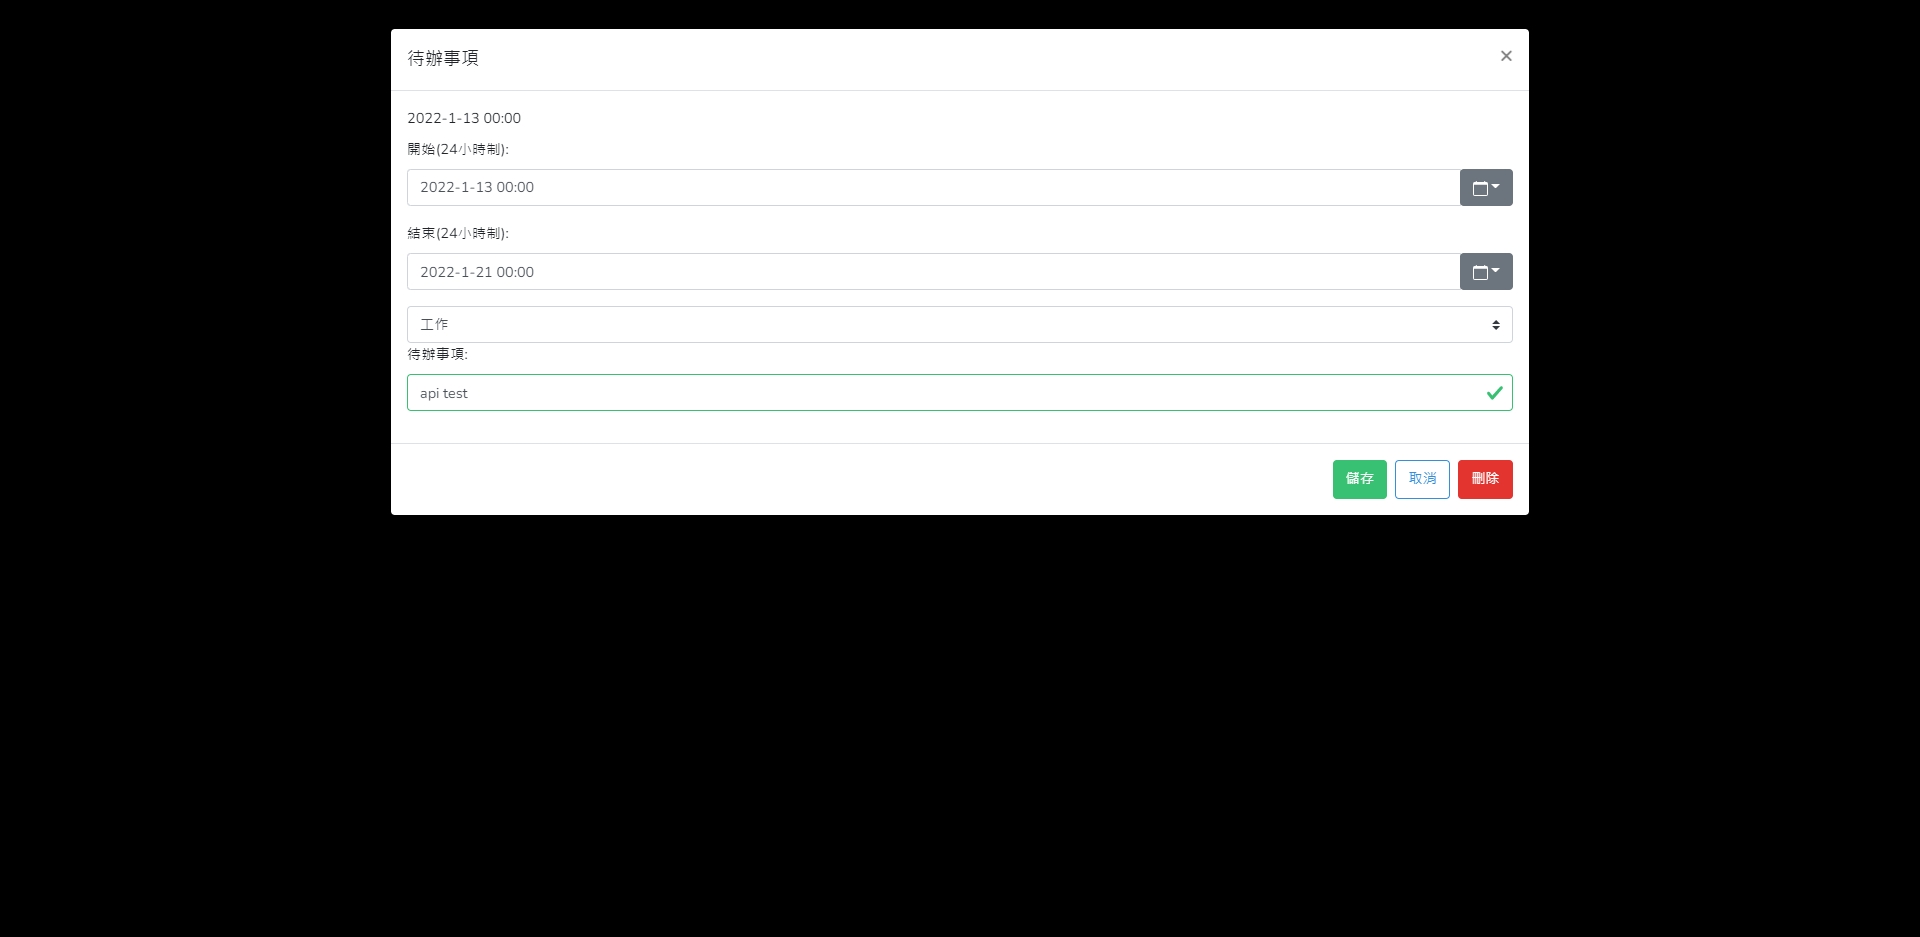 待辦事項
×
2022-1-13 00:00
開始(24小時制):
2022-1-13 00:00
結束(24小時制):
2022-1-21 00:00
工作
待辦事項:
api test
儲存 取消 刪除